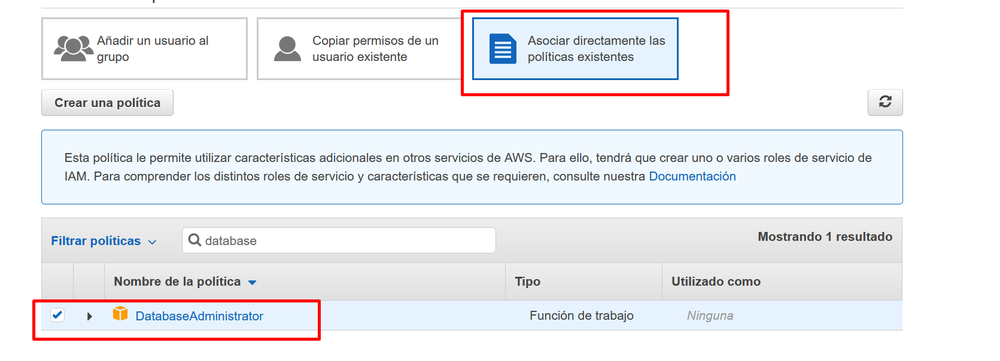 Añadir un usuario al
grupo
Copiar permisos de un
usuario existente
Asociar directamente las
políticas existentes
Crear una política
Esta política le permite utilizar características adicionales en otros servicios de AWS. Para ello, tendrá que crear uno o varios roles de servicio de
IAM. Para comprender los distintos roles de servicio y características que se requieren, consulte nuestra Documentación
Filtrar políticas
database
Mostrando 1 resultado
Nombre de la política
Tipo
Utilizado como
DatabaseAdministrator
Función de trabajo
Ninguna